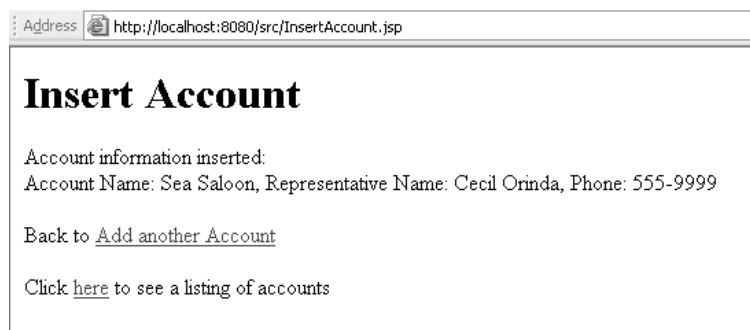 Address http://localhost:8080/src/InsertAccount.jsp
Insert Account
Account information inserted:
Account Name: Sea Saloon, Representative Name: Cecil Orinda, Phone: 555-9999
Back to Add another Account
Click here to see a listing of accounts